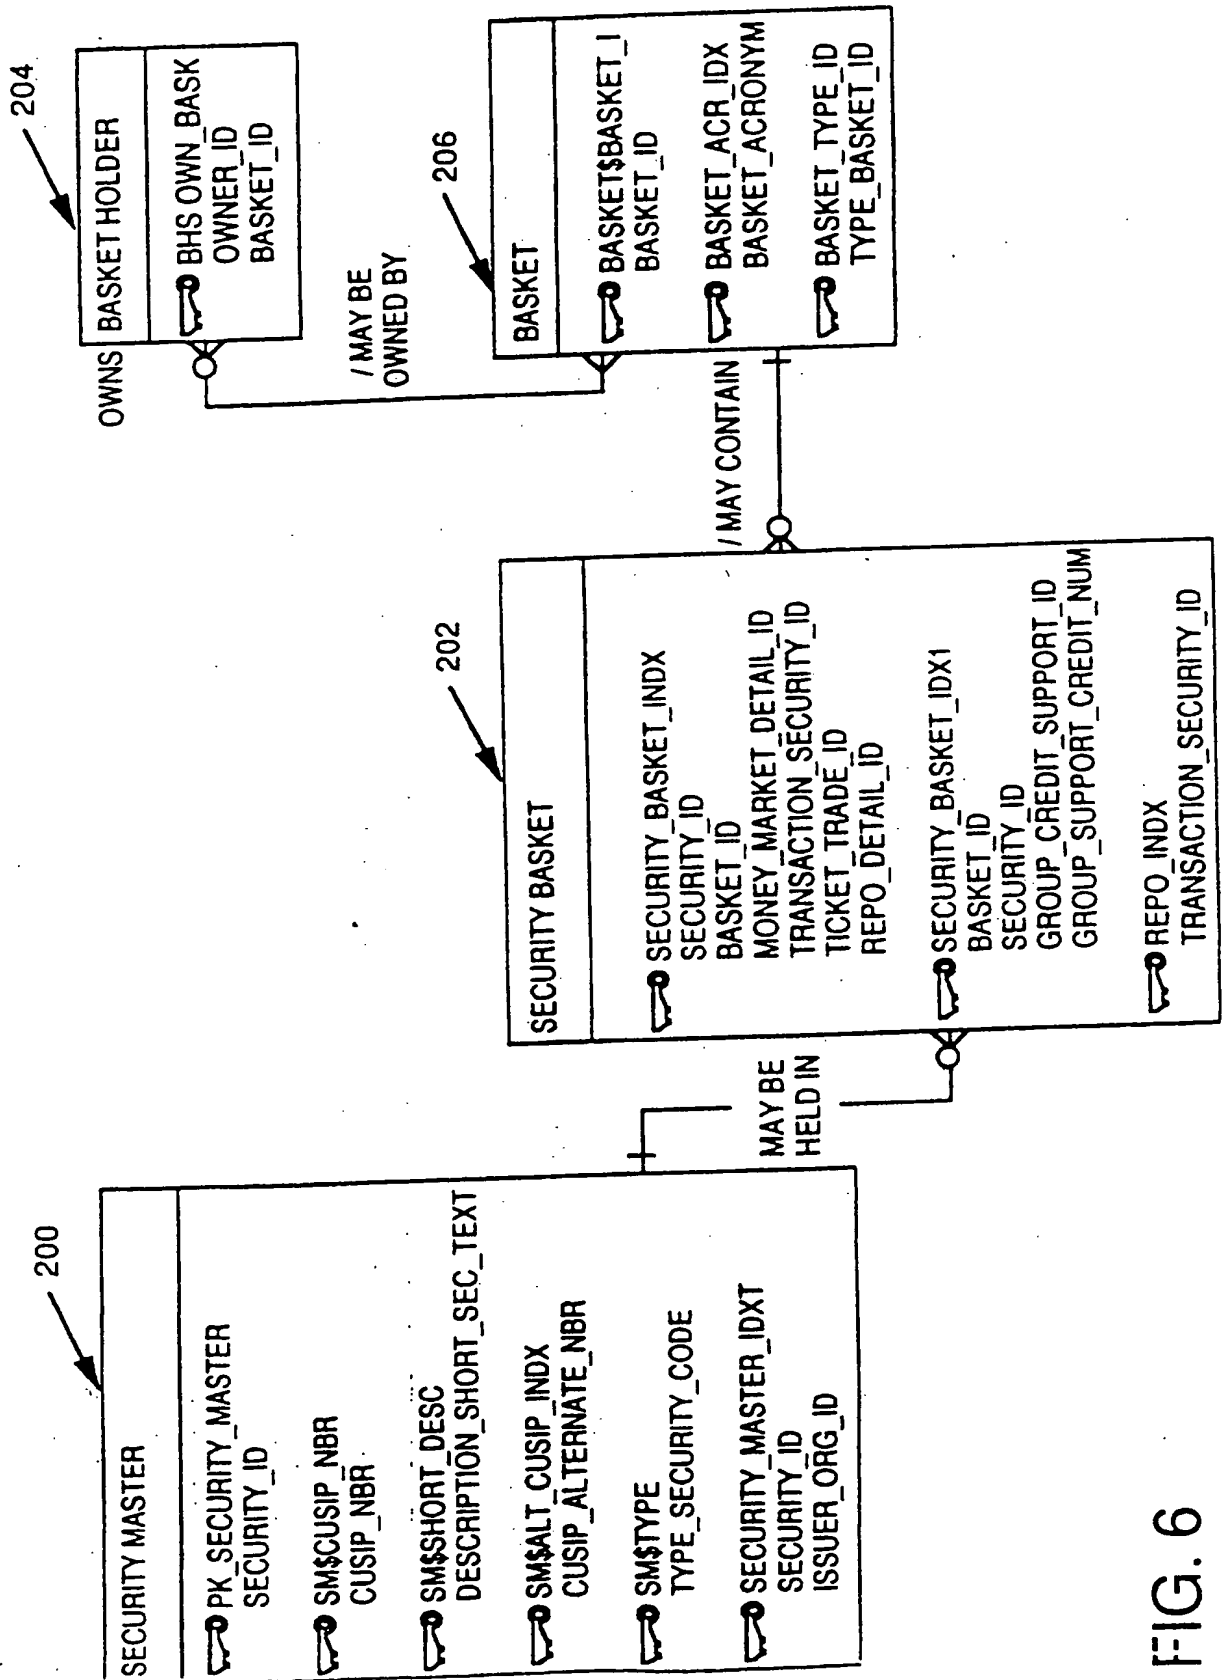 200
SECURITY MASTER
PK_SECURITY_MASTER
SECURITY_ID
SM$CUSIP_NBR
CUSIP_NBR
SM$SHORT_DESC
DESCRIPTION_SHORT_SEC_TEXT
SM$ALT_CUSIP_INDX
CUSIP_ALTERNATE_NBR
SM$TYPE
TYPE_SECURITY_CODE
SECURITY_MASTER_IDXT
SECURITY_ID
ISSUER_ORG_ID
MAY BE
HELD IN
202
SECURITY BASKET
SECURITY_BASKET_INDX
SECURITY_ID
BASKET_ID
MONEY_MARKET_DETAIL_ID
TRANSACTION_SECURITY_ID
TICKET_TRADE_ID
REPO_DETAIL_ID
SECURITY_BASKET_IDX1
BASKET_ID
SECURITY_ID
GROUP_CREDIT_SUPPORT_ID
GROUP_SUPPORT_CREDIT_NUM
REPO_INDX
TRANSACTION_SECURITY_ID
/ MAY CONTAIN
204
OWNS
BASKET HOLDER
BHS OWN_BASK
OWNER_ID
BASKET_ID
/ MAY BE
OWNED BY
206
BASKET
BASKET$BASKET_I
BASKET_ID
BASKET_ACR_IDX
BASKET_ACRONYM
BASKET_TYPE_ID
TYPE_BASKET_ID
FIG. 6